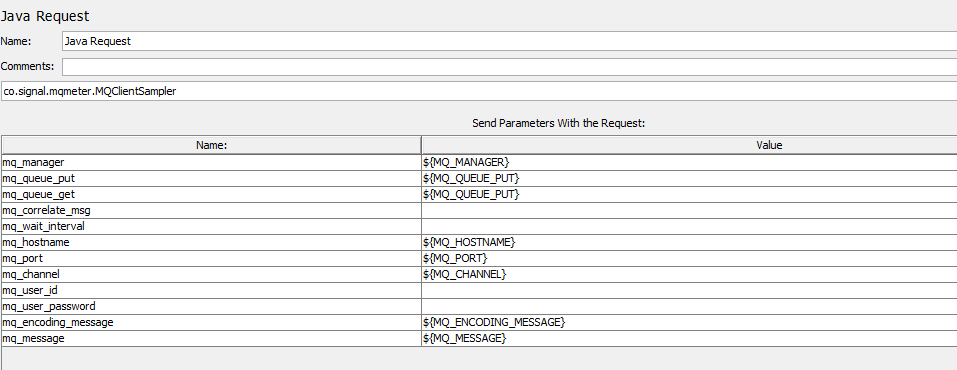 Java Request
Name: Java Request
Comments:
co.signal.mqmeter.MQClientSampler
Send Parameters With the Request:
Name: Value
mq_manager ${MQ_MANAGER}
mq_queue_put ${MQ_QUEUE_PUT}
mq_queue_get ${MQ_QUEUE_PUT}
mq_correlate_msg
mq_wait_interval
mq_hostname ${MQ_HOSTNAME}
mq_port ${MQ_PORT}
mq_channel ${MQ_CHANNEL}
mq_user_id
mq_user_password
mq_encoding_message ${MQ_ENCODING_MESSAGE}
mq_message ${MQ_MESSAGE}